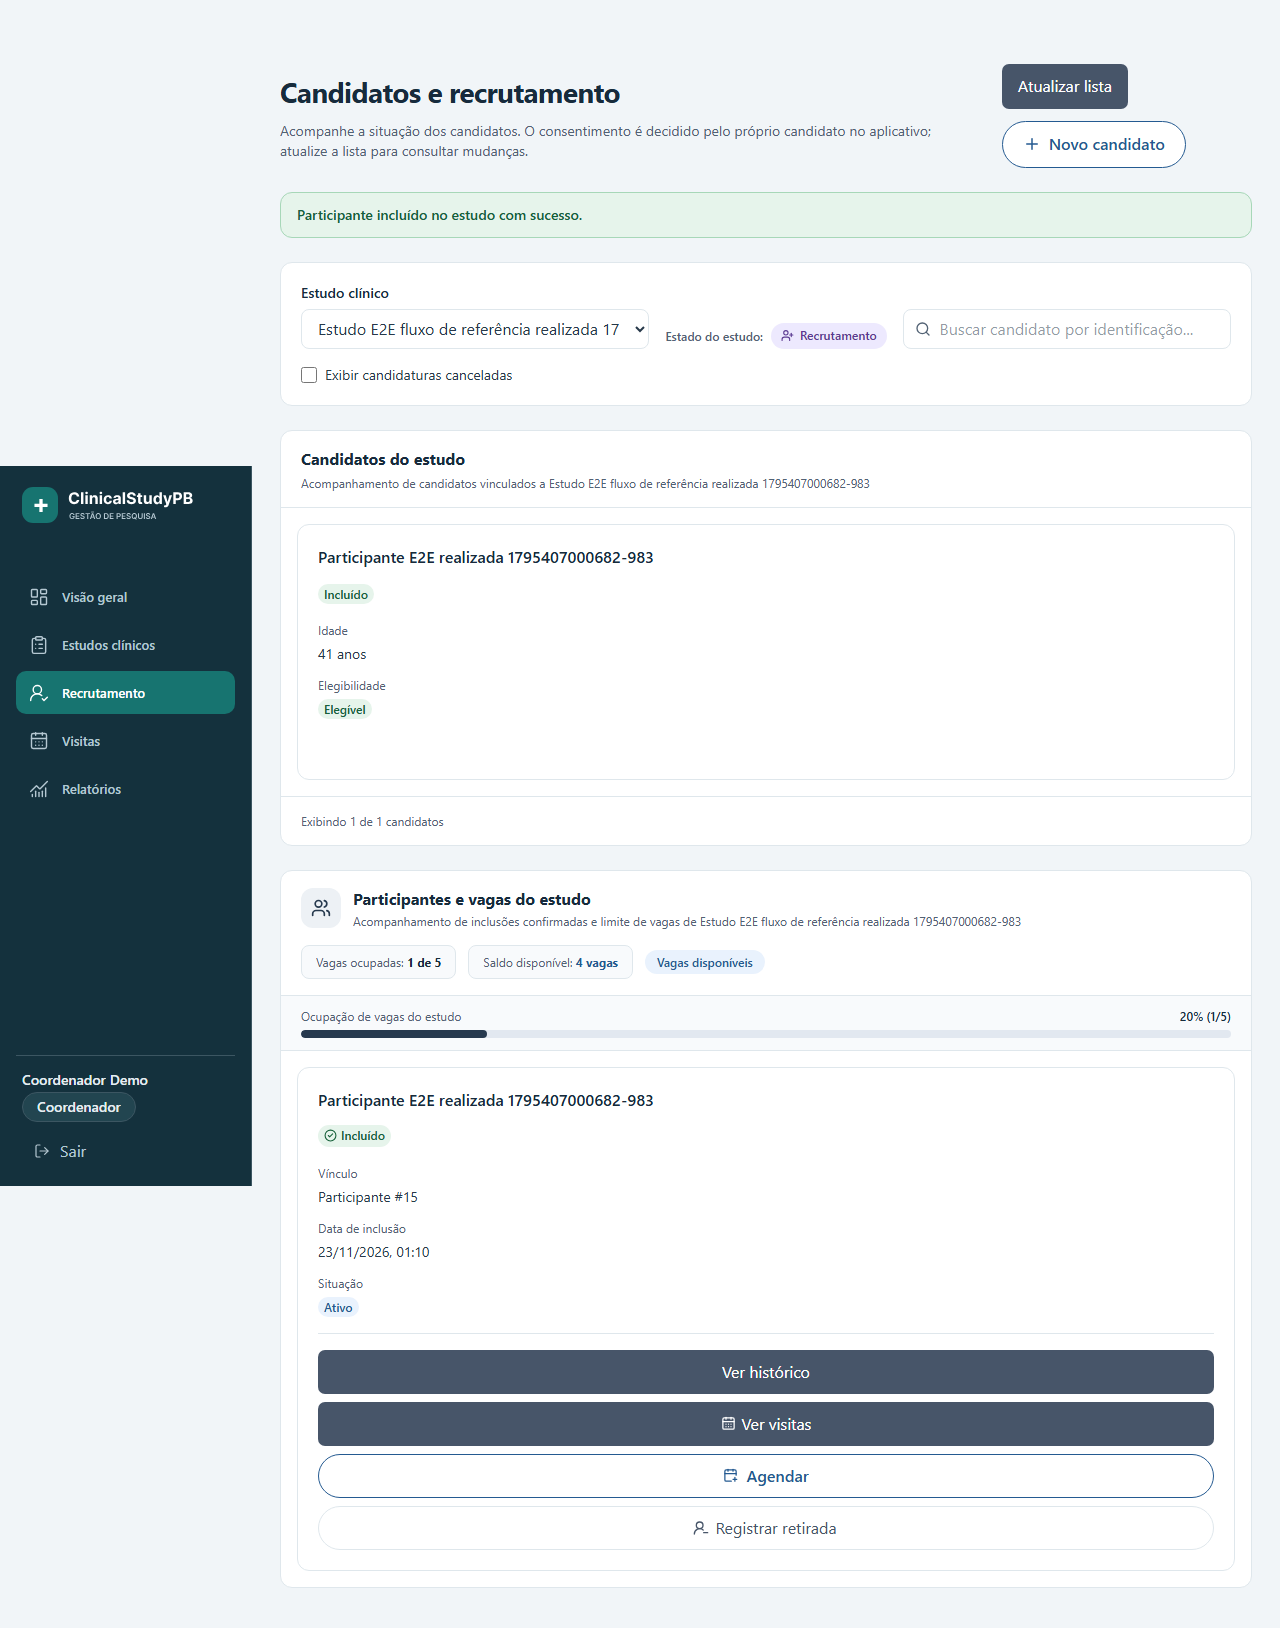 Candidatos e recrutamento
Acompanhe a situação dos candidatos. O consentimento é decidido pelo próprio candidato no aplicativo;
atualize a lista para consultar mudanças.
Atualizar lista
Novo candidato
Participante incluído no estudo com sucesso.
Estudo clínico
Estudo E2E fluxo de referência realizada 17
Estado do estudo:
Recrutamento
Buscar candidato por identificação...
Exibir candidaturas canceladas
ClinicalStudyPB
GESTÃO DE PESQUISA
Visão geral
Estudos clínicos
Recrutamento
Visitas
Relatórios
Coordenador Demo
Coordenador
Sair
Candidatos do estudo
Acompanhamento de candidatos vinculados a Estudo E2E fluxo de referência realizada 1795407000682-983
Participante E2E realizada 1795407000682-983
Incluído
Idade
41 anos
Elegibilidade
Elegível
Exibindo 1 de 1 candidatos
Participantes e vagas do estudo
Acompanhamento de inclusões confirmadas e limite de vagas de Estudo E2E fluxo de referência realizada 1795407000682-983
Vagas ocupadas: 1 de 5
Saldo disponível: 4 vagas
Vagas disponíveis
Ocupação de vagas do estudo
20% (1/5)
Participante E2E realizada 1795407000682-983
Incluído
Vínculo
Participante #15
Data de inclusão
23/11/2026, 01:10
Situação
Ativo
Ver histórico
Ver visitas
Agendar
Registrar retirada